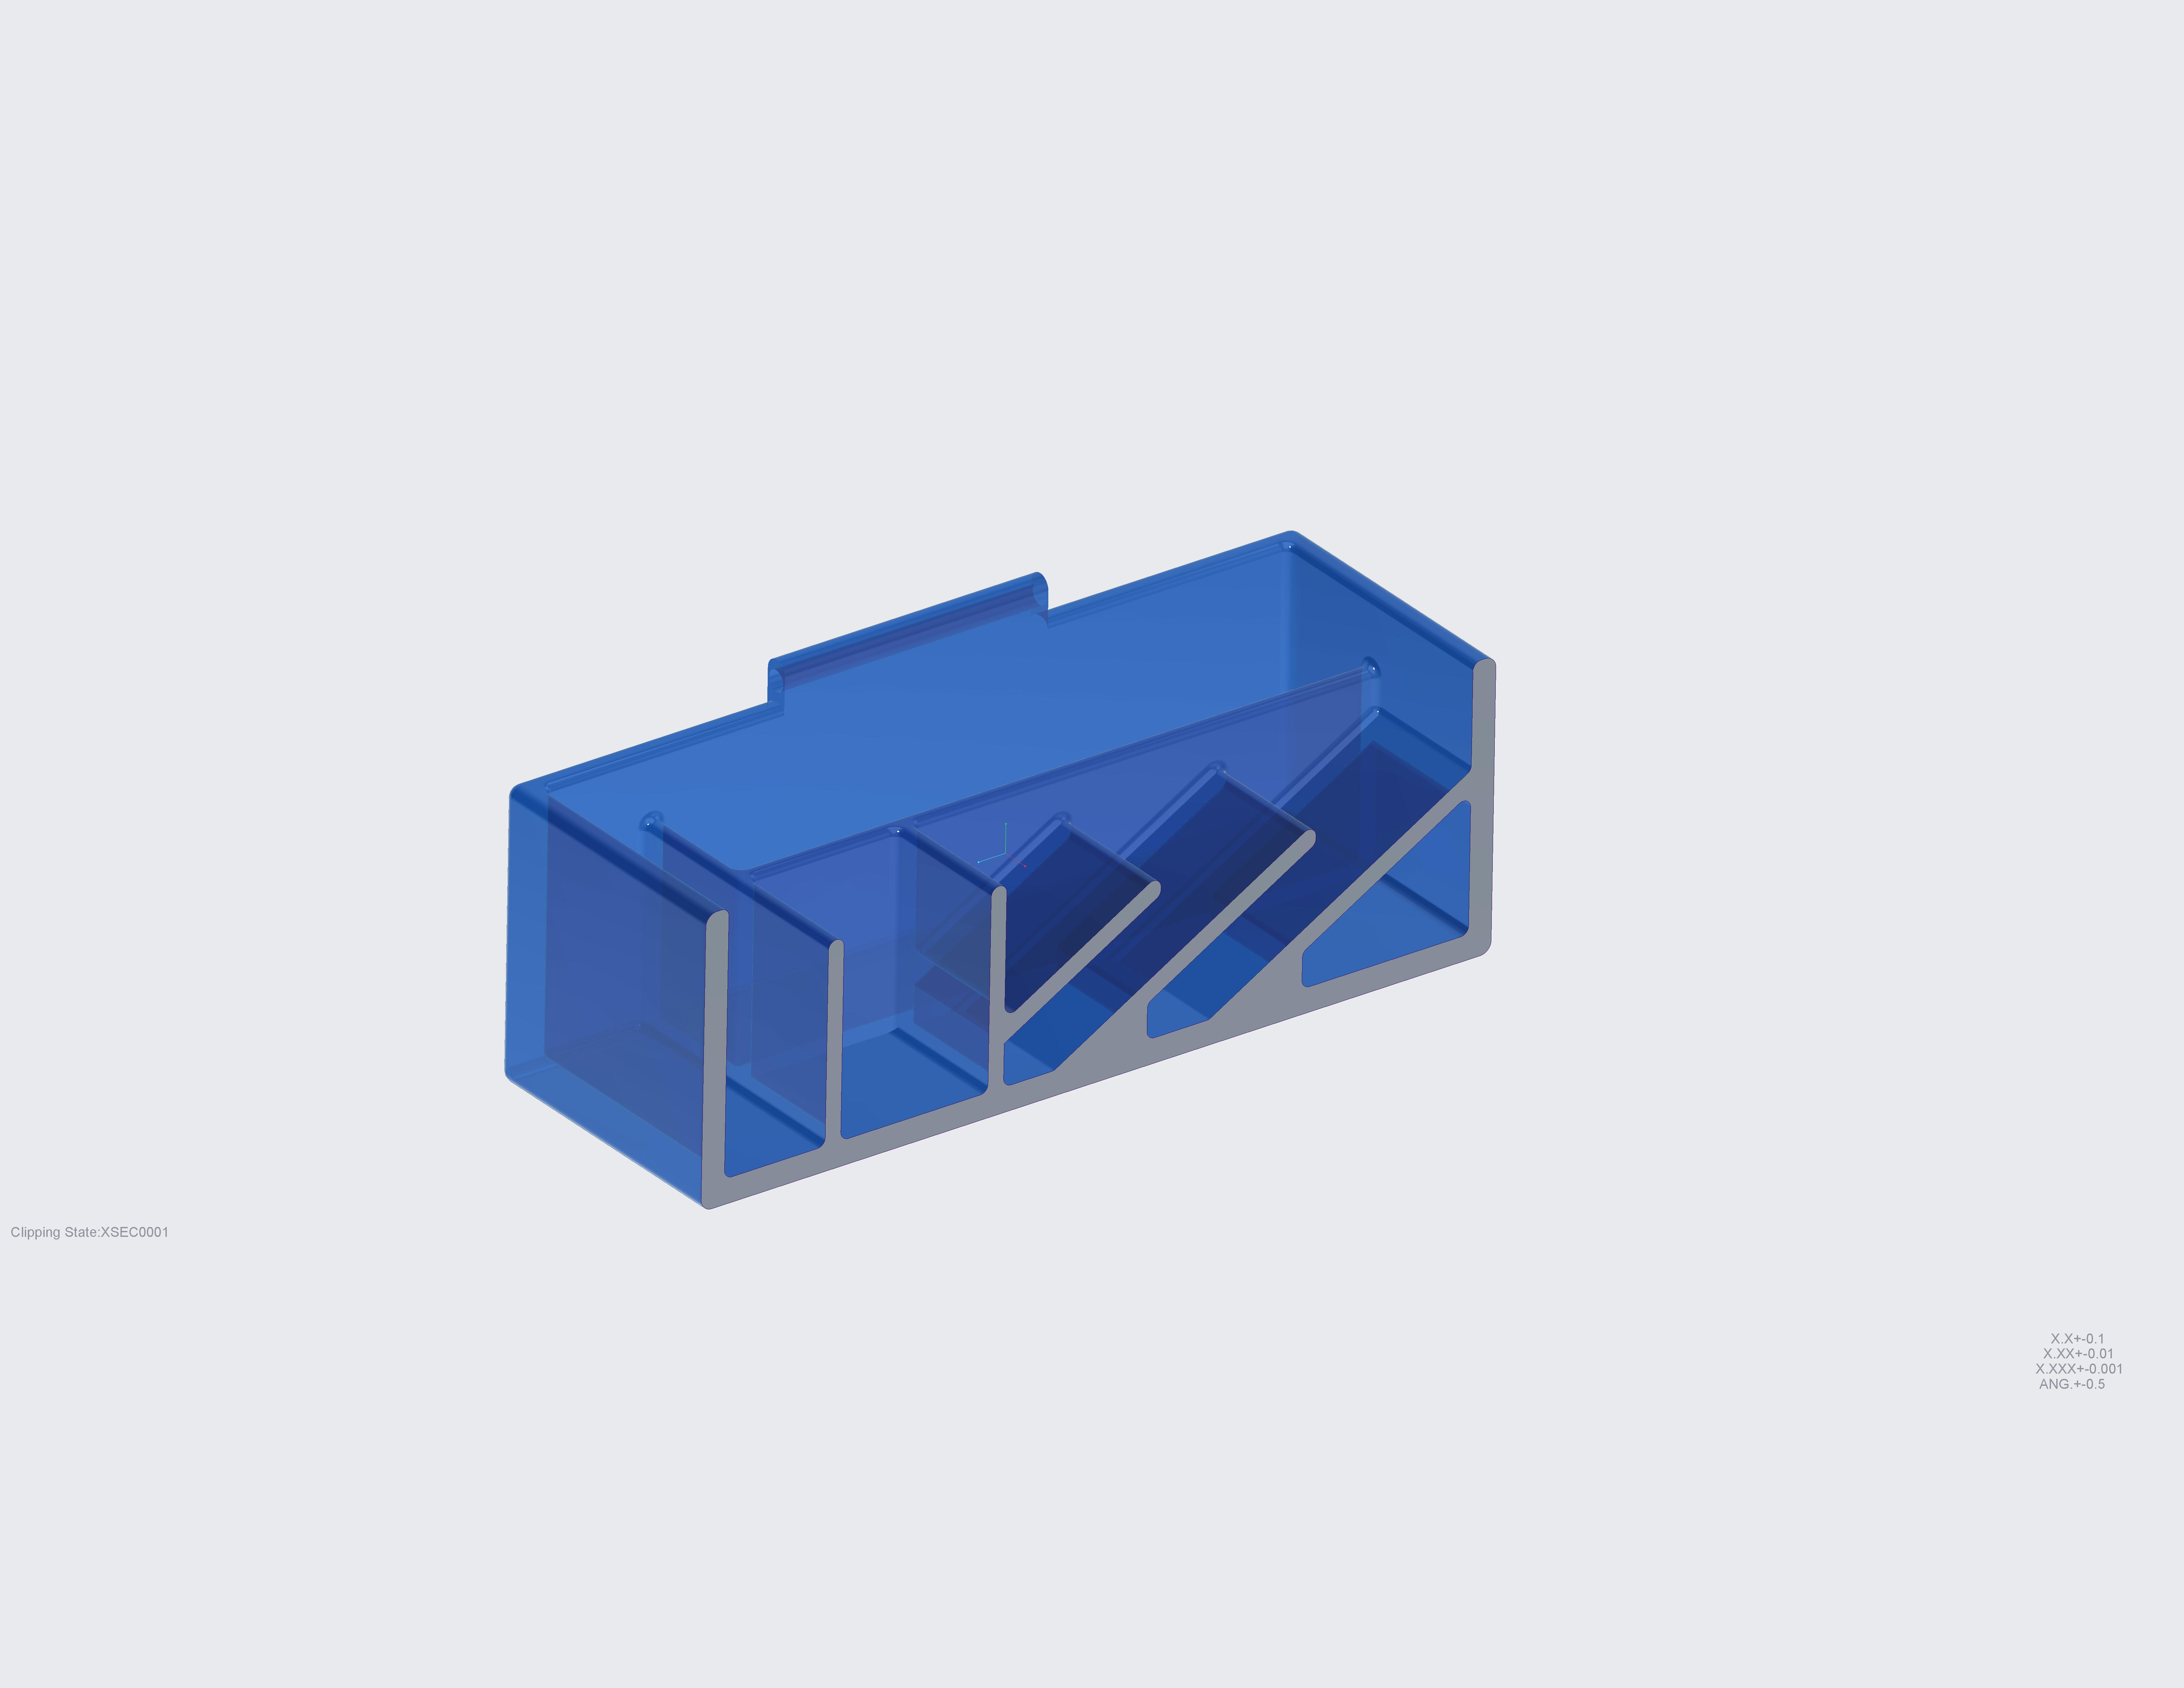 Clipping State:XSEC0001
X.X+-0.1
X.XX+-0.01
X.XXX+-0.001
ANG.+-0.5